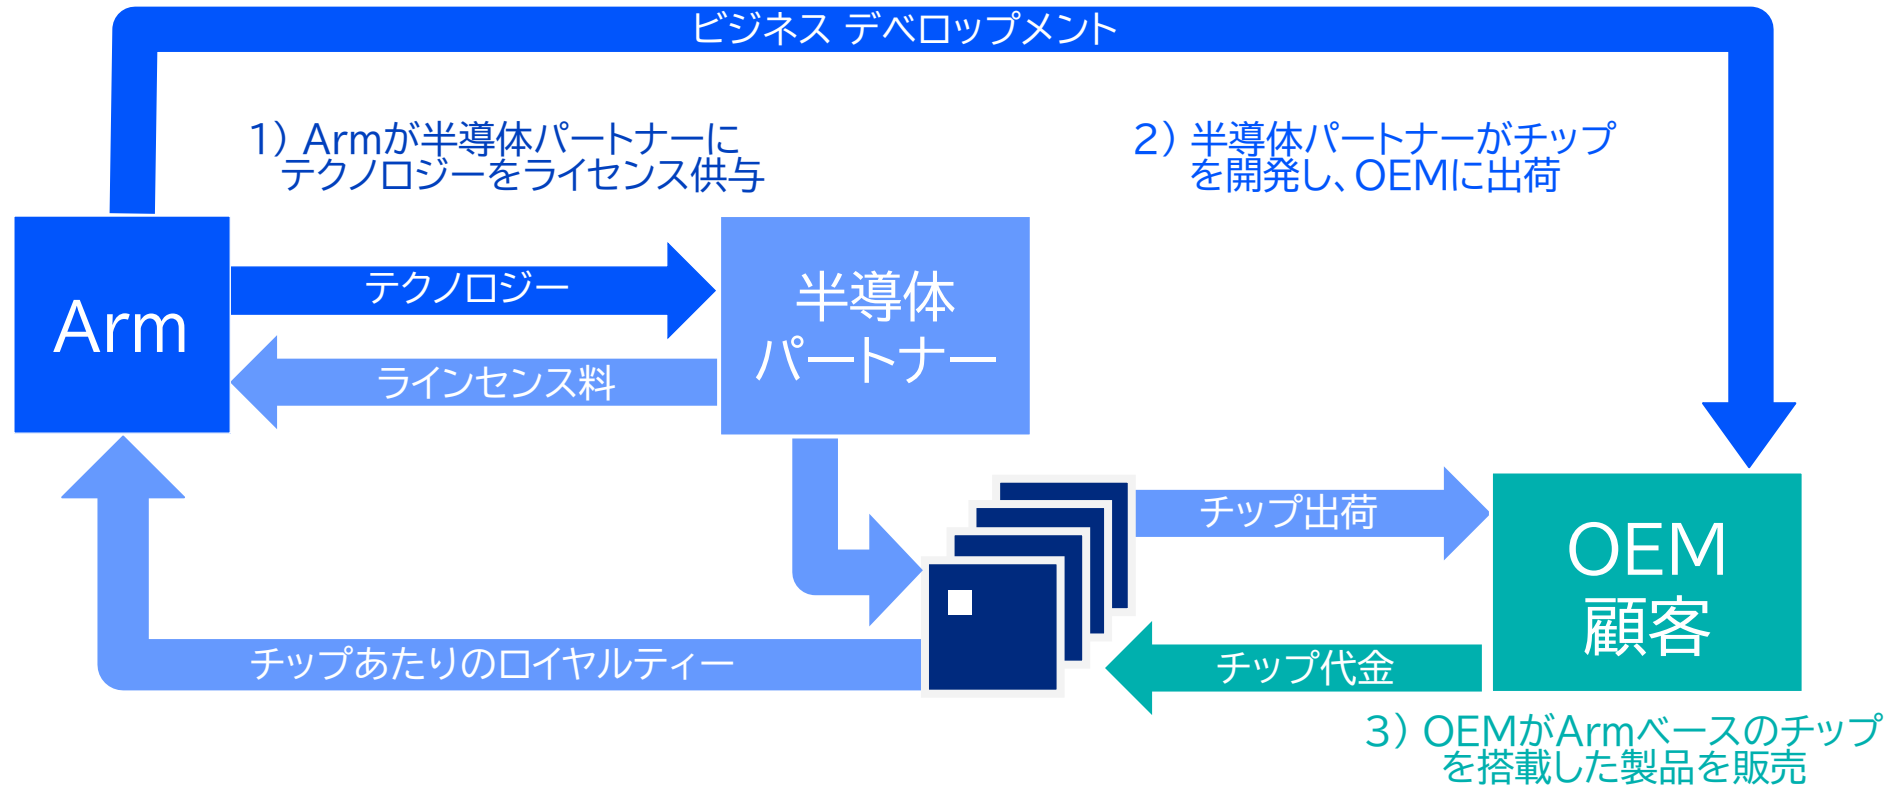 ビジネス デベロップメント
1) Armが半導体パートナーに
テクノロジーをライセンス供与
2) 半導体パートナーがチップ
を開発し、OEMに出荷
Arm
テクノロジー
ラインセンス料
半導体
パートナー
チップ出荷
OEM
顧客
チップあたりのロイヤルティー
チップ代金
3) OEMがArmベースのチップ
を搭載した製品を販売